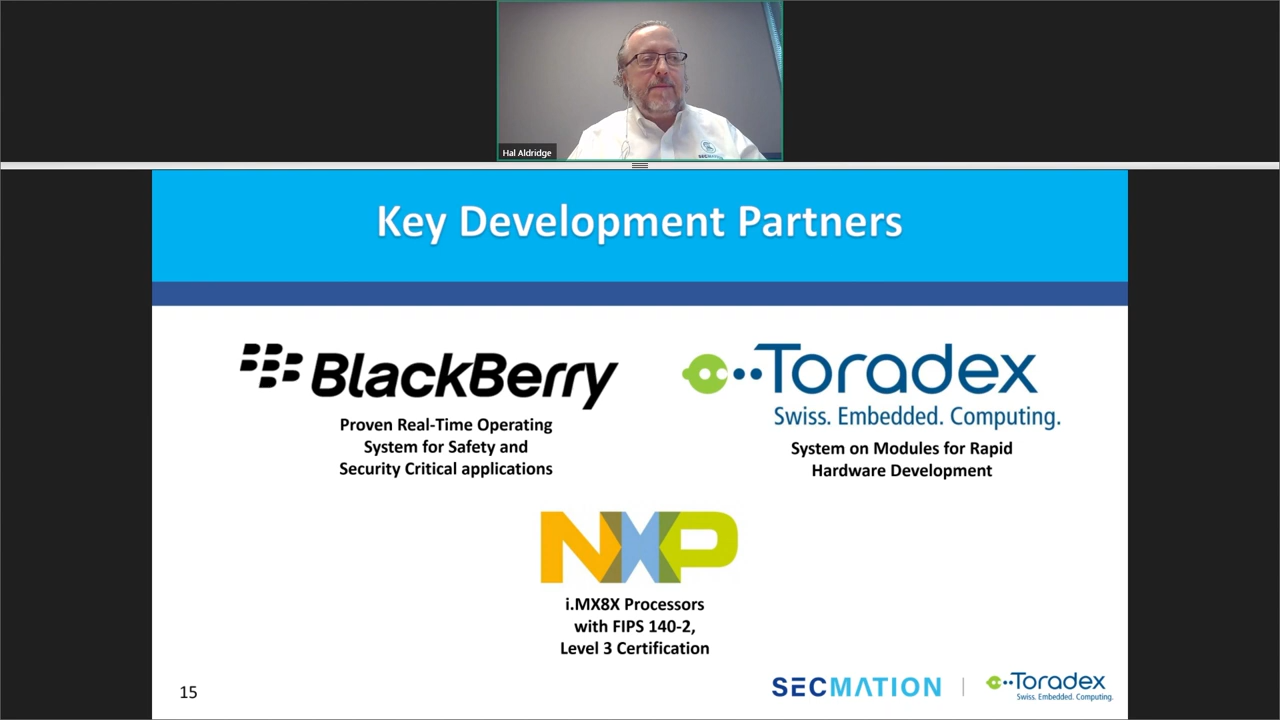 Hal Aldridge
SECMATION
Key Development Partners
BlackBerry
Proven Real-Time Operating
System for Safety and
Security Critical applications
Toradex
Swiss. Embedded. Computing.
System on Modules for Rapid
Hardware Development
NXP
i.MX8X Processors
with FIPS 140-2,
Level 3 Certification
15
SECMATION
Toradex
Swiss. Embedded. Computing.